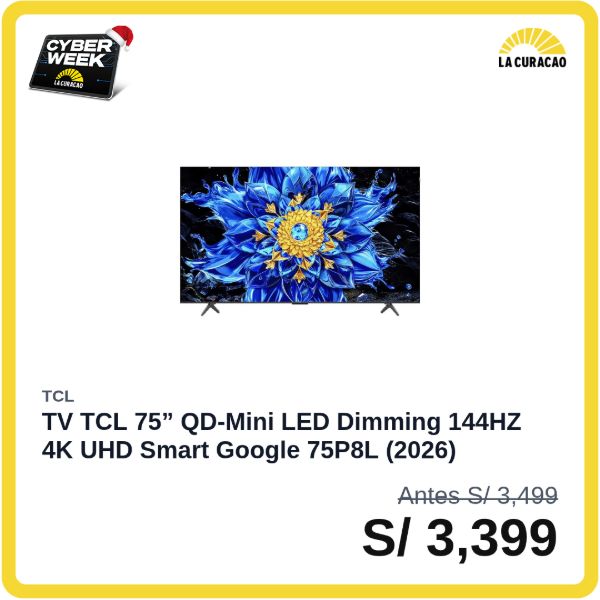 CYBER
WEEK
LA CURACAO
LA CURACAO
TCL
TV TCL 75” QD-Mini LED Dimming 144HZ
4K UHD Smart Google 75P8L (2026)
Antes S/ 3,499
S/ 3,399